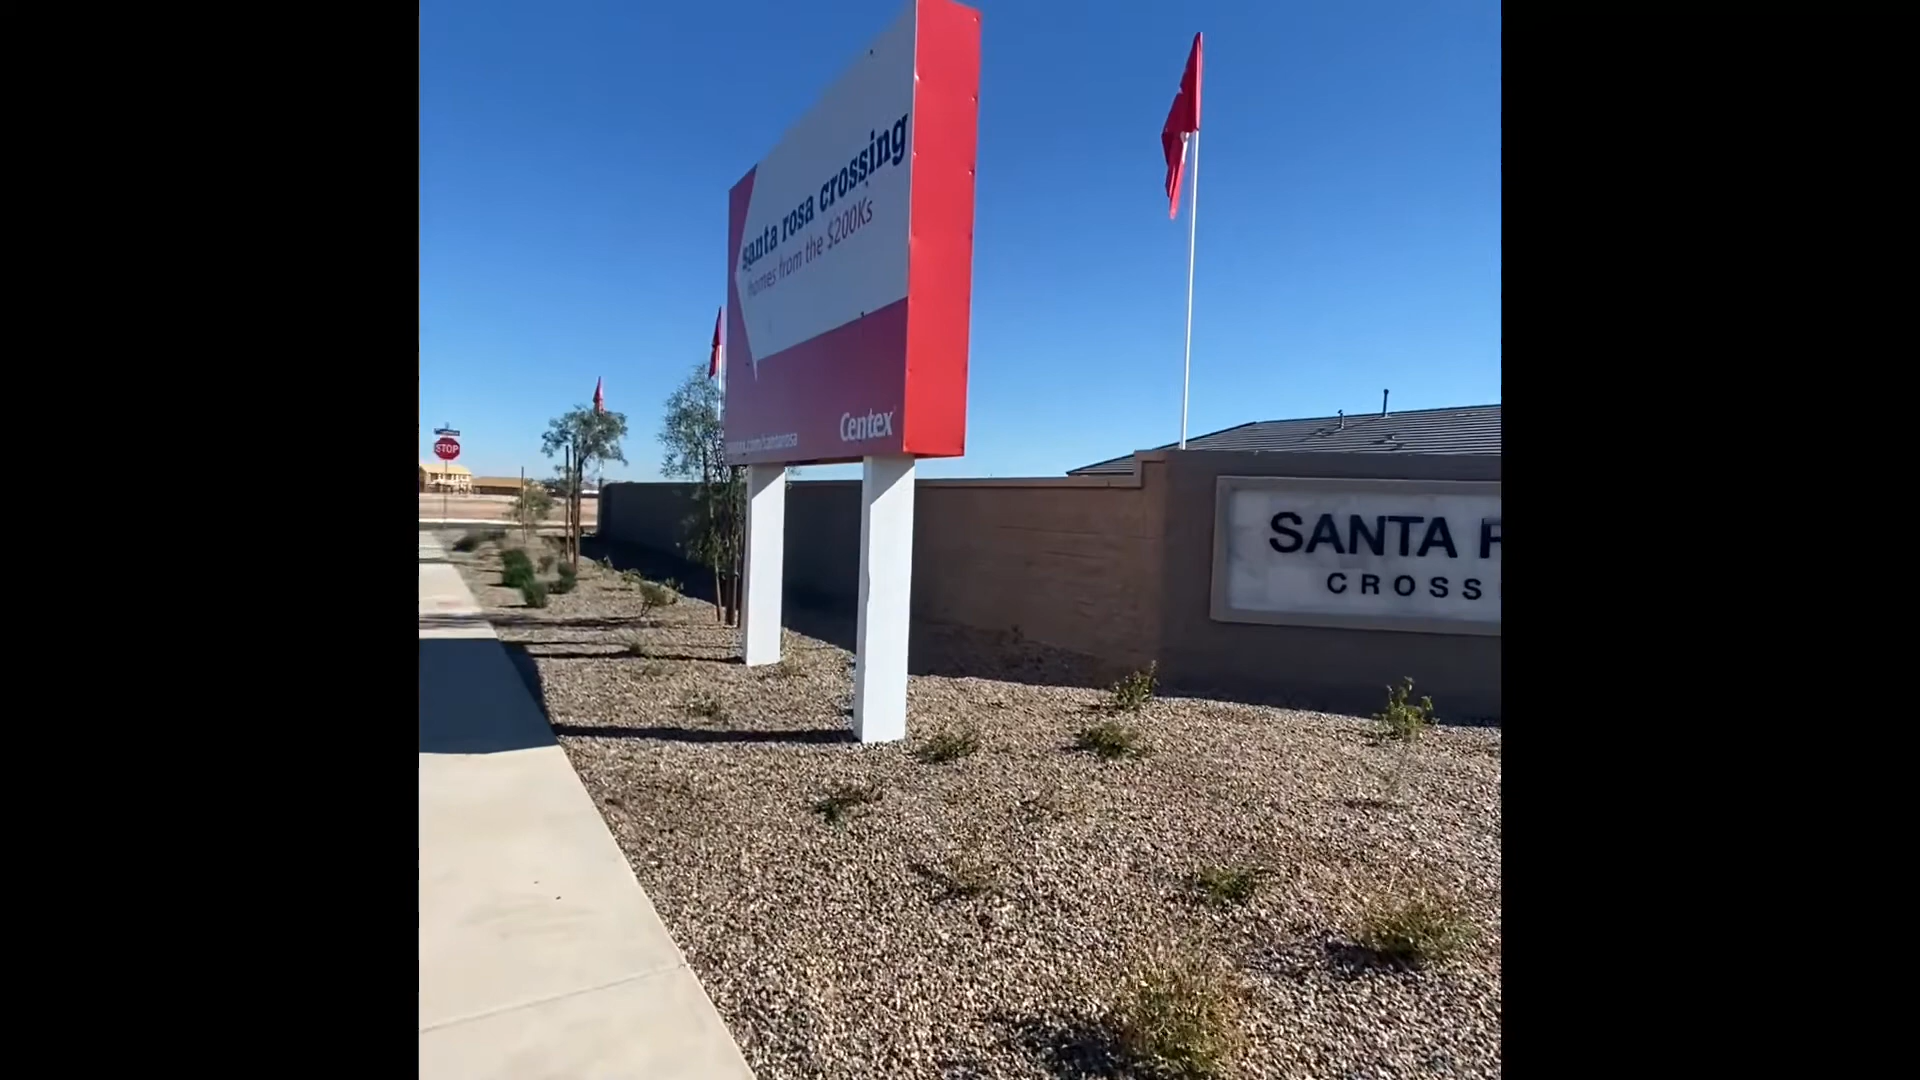 santa rosa crossing
homes from the $200Ks
Centex
STOP
SANTA
CROSS